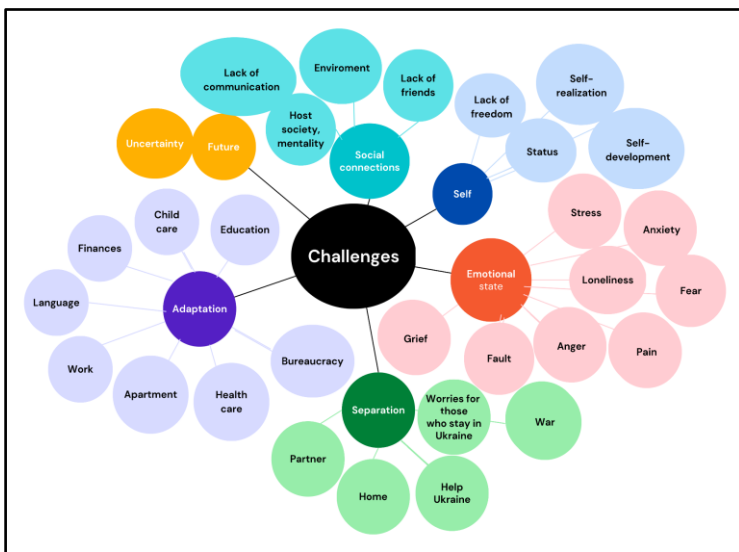 Lack of
communication
Enviroment
Lack of
friends
Host
society,
mentality
Social
connections
Uncertainty
Future
Self-
realization
Lack of
freedom
Status
Self-
development
Self
Challenges
Child
care
Education
Finances
Language
Adaptation
Work
Apartment
Health
care
Bureaucracy
Stress
Anxiety
Emotional
state
Loneliness
Fear
Grief
Fault
Anger
Pain
Separation
Worries for
those
who stay in
Ukraine
War
Partner
Home
Help
Ukraine